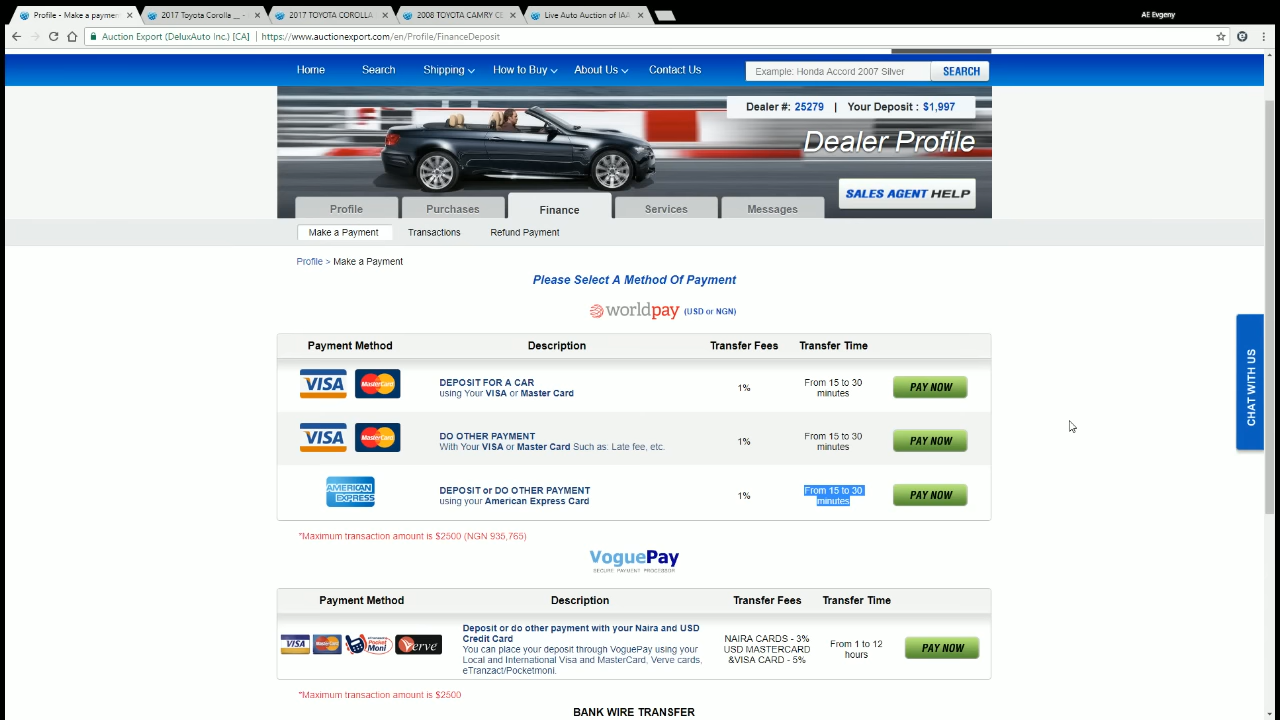 Profile - Make a paymen
2017 Toyota Corolla __ -
2017 TOYOTA COROLLA
2008 TOYOTA CAMRY CE
Live Auto Auction of IAA
AE Evgeny
Auction Export (DeluxAuto Inc.) [CA] | https://www.auctionexport.com/en/Profile/FinanceDeposit
Home Search Shipping How to Buy About Us Contact Us
Example: Honda Accord 2007 Silver SEARCH
Dealer #: 25279 | Your Deposit : $1,997
Dealer Profile
SALES AGENT HELP
Profile Purchases Finance Services Messages
Make a Payment Transactions Refund Payment
Profile > Make a Payment
Please Select A Method Of Payment
worldpay (USD or NGN)
Payment Method Description Transfer Fees Transfer Time
VISA MasterCard
DEPOSIT FOR A CAR
using Your VISA or Master Card
1%
From 15 to 30
minutes
PAY NOW
VISA MasterCard
DO OTHER PAYMENT
With Your VISA or Master Card Such as: Late fee, etc.
1%
From 15 to 30
minutes
PAY NOW
AMERICAN
EXPRESS
DEPOSIT or DO OTHER PAYMENT
using your American Express Card
1%
From 15 to 30
minutes
PAY NOW
CHAT WITH US
*Maximum transaction amount is $2500 (NGN 935,765)
VoguePay
SECURE PAYMENT PROCESSOR
Payment Method Description Transfer Fees Transfer Time
VISA MasterCard Pocket Moni Verve
Deposit or do other payment with your Naira and USD
Credit Card
You can place your deposit through VoguePay using your
Local and International Visa and MasterCard, Verve cards,
eTranzact/Pocketmoni.
NAIRA CARDS - 3%
USD MASTERCARD
&VISA CARD - 5%
From 1 to 12
hours
PAY NOW
*Maximum transaction amount is $2500
BANK WIRE TRANSFER